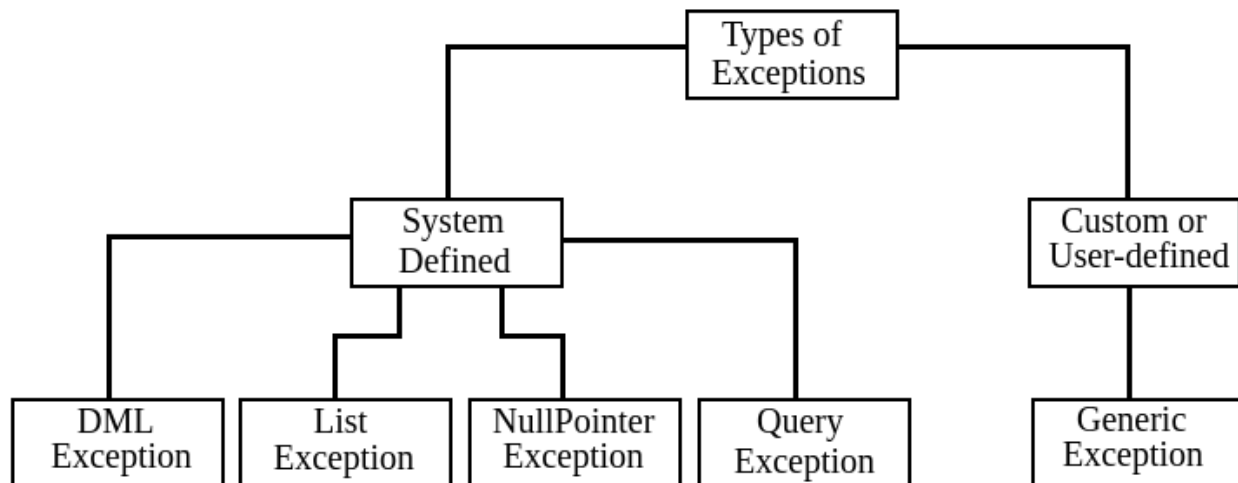 Types of
Exceptions
System
Defined
Custom or
User-defined
DML
Exception
List
Exception
NullPointer
Exception
Query
Exception
Generic
Exception